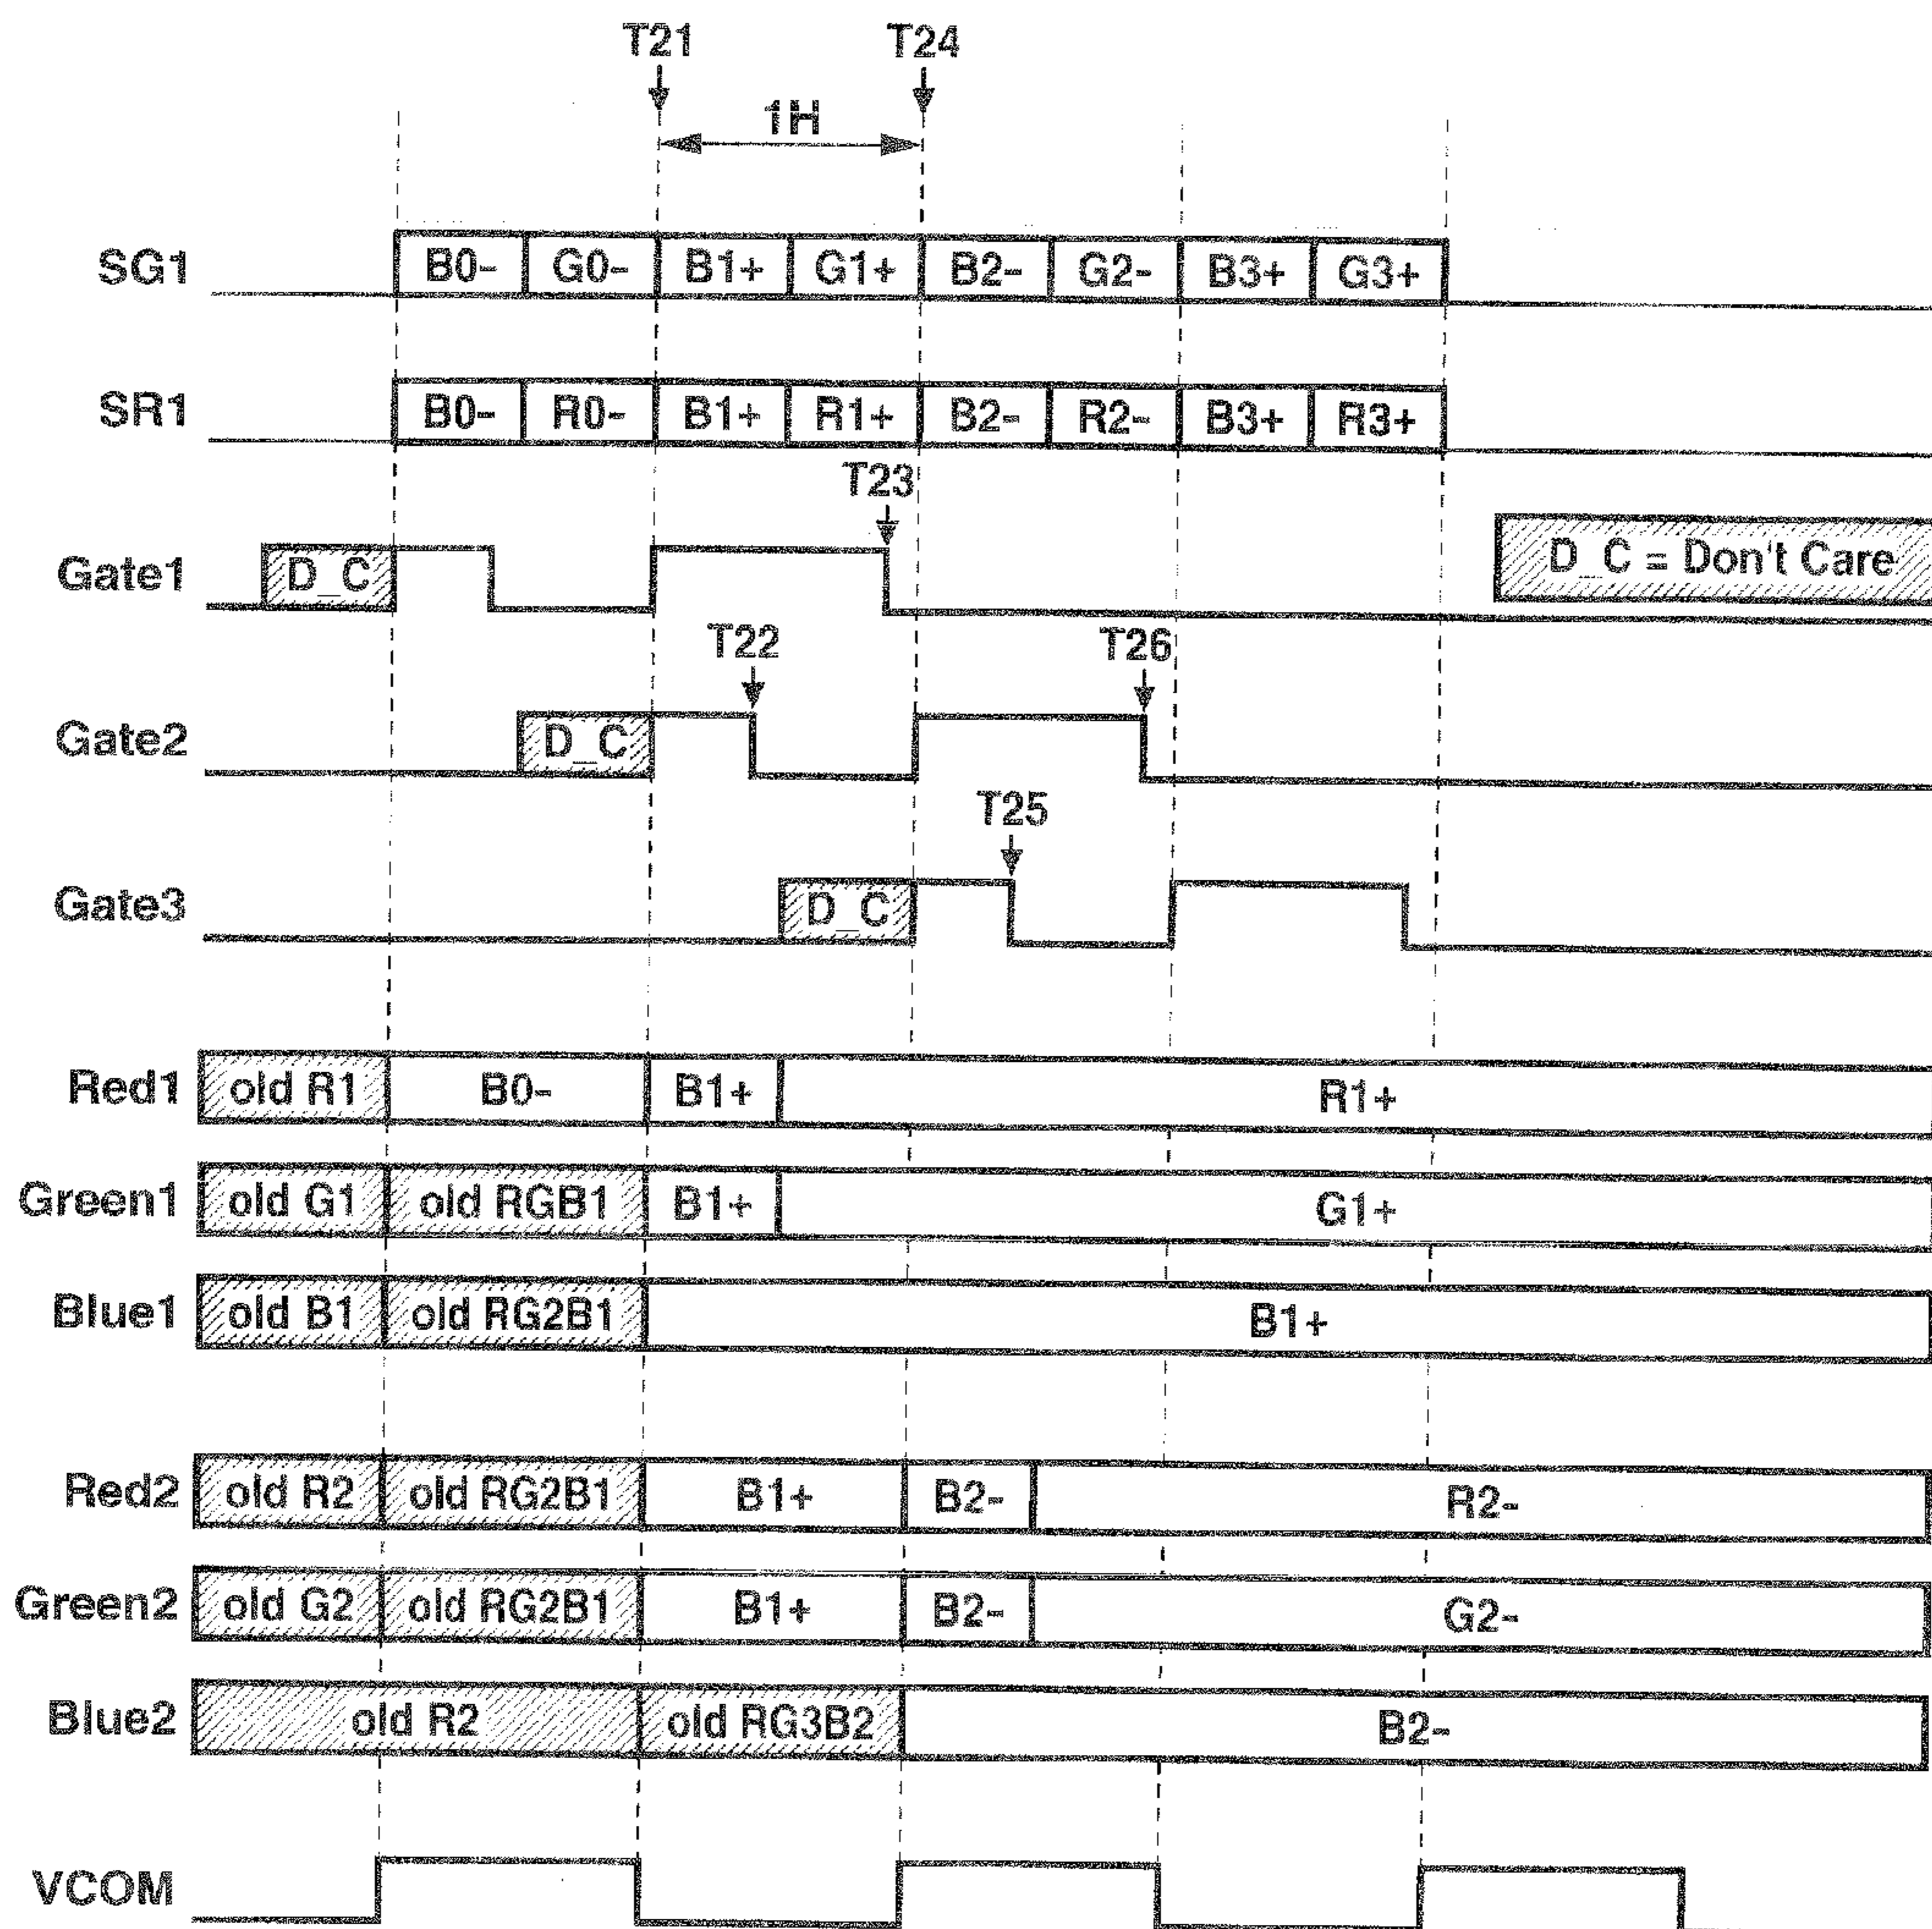 T21 T24
1H
SG1 B0- G0- B1+ G1+ B2- G2- B3+ G3+
SR1 B0- R0- B1+ R1+ B2- R2- B3+ R3+
T23
Gate1 D_C D_C = Don't Care
T22 T26
Gate2 D_C
T25
Gate3 D_C
Red1 old R1 B0- B1+ R1+
Green1 old G1 old RGB1 B1+ G1+
Blue1 old B1 old RG2B1 B1+
Red2 old R2 old RG2B1 B1+ B2- R2-
Green2 old G2 old RG2B1 B1+ B2- G2-
Blue2 old R2 old RG3B2 B2-
VCOM